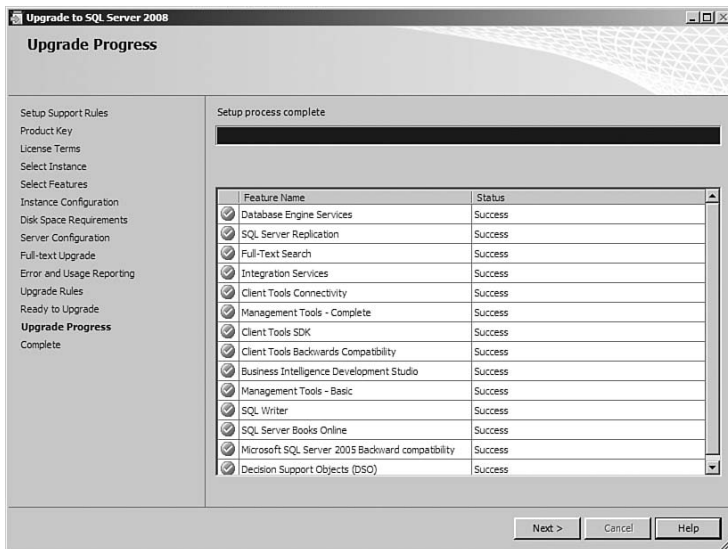 Upgrade to SQL Server 2008
Upgrade Progress
Setup Support Rules
Product Key
License Terms
Select Instance
Select Features
Instance Configuration
Disk Space Requirements
Server Configuration
Full-text Upgrade
Error and Usage Reporting
Upgrade Rules
Ready to Upgrade
Upgrade Progress
Complete
Setup process complete
Feature Name Status
Database Engine Services Success
SQL Server Replication Success
Full-Text Search Success
Integration Services Success
Client Tools Connectivity Success
Management Tools - Complete Success
Client Tools SDK Success
Client Tools Backwards Compatibility Success
Business Intelligence Development Studio Success
Management Tools - Basic Success
SQL Writer Success
SQL Server Books Online Success
Microsoft SQL Server 2005 Backward compatibility Success
Decision Support Objects (DSO) Success
Next > Cancel Help